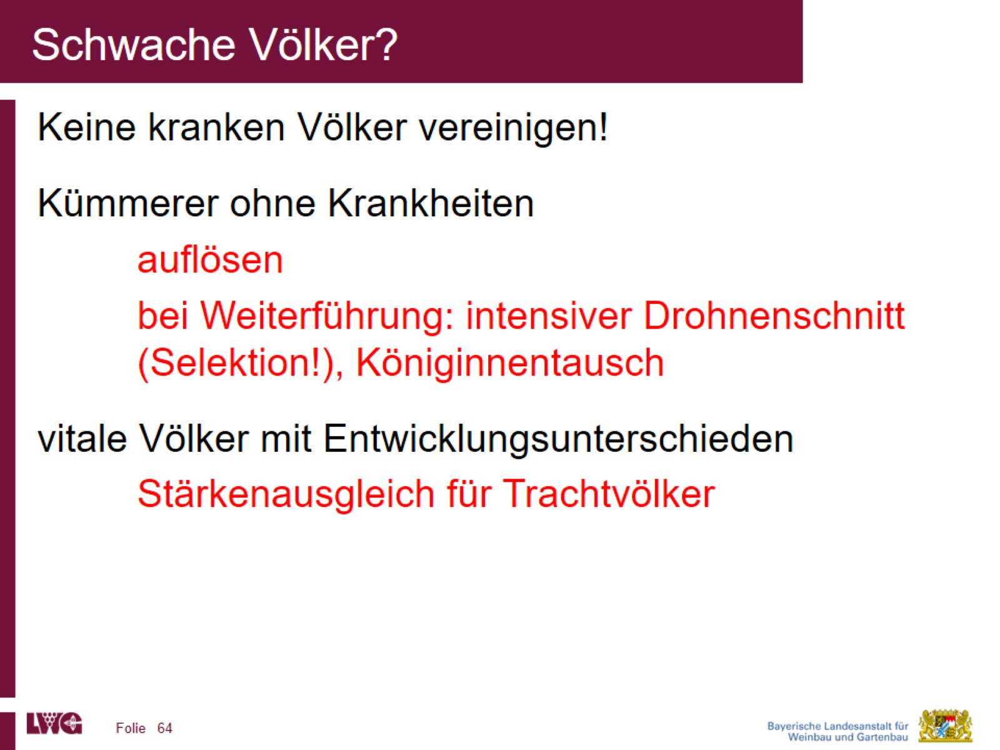 Schwache Völker?
Keine kranken Völker vereinigen!
Kümmerer ohne Krankheiten
auflösen
bei Weiterführung: intensiver Drohnenschnitt
(Selektion!), Königinnentausch
vitale Völker mit Entwicklungsunterschieden
Stärkenausgleich für Trachtvölker
LWG
Folie 64
Bayerische Landesanstalt für
Weinbau und Gartenbau